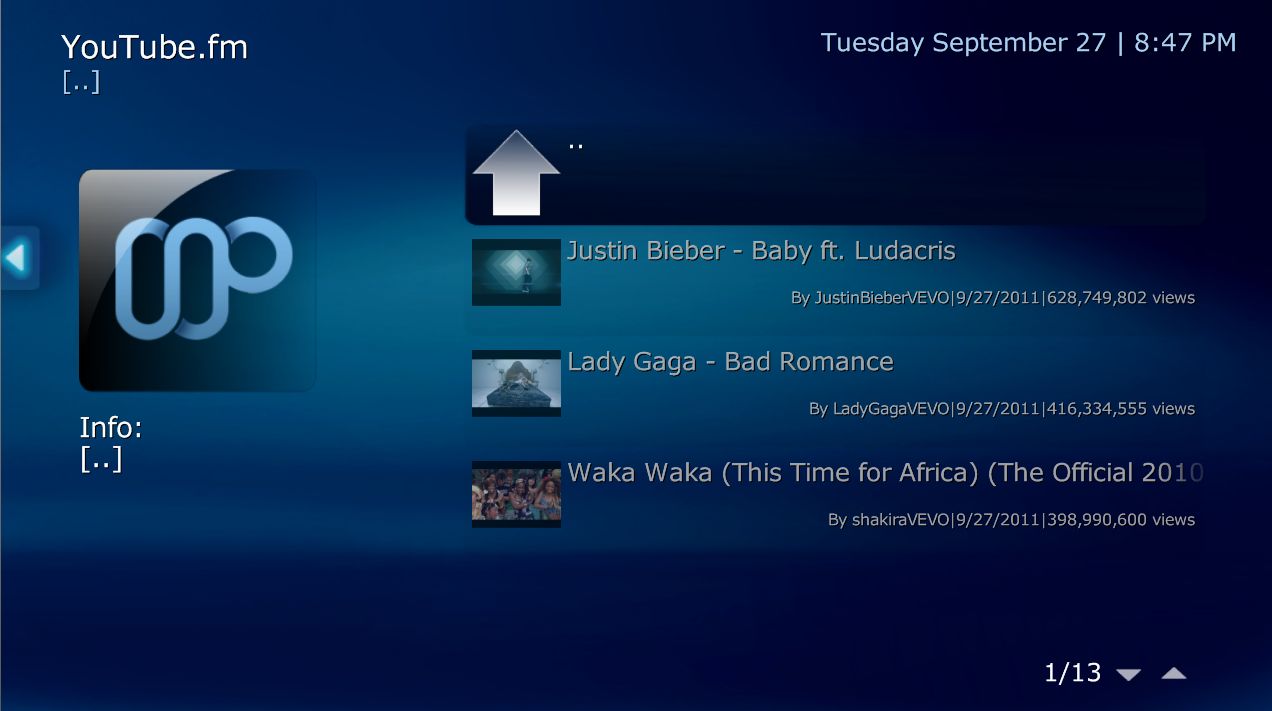 YouTube.fm
[..]
Tuesday September 27 | 8:47 PM
..
Justin Bieber - Baby ft. Ludacris
By JustinBieberVEVO|9/27/2011|628,749,802 views
Lady Gaga - Bad Romance
By LadyGagaVEVO|9/27/2011|416,334,555 views
Waka Waka (This Time for Africa) (The Official 2010
By shakiraVEVO|9/27/2011|398,990,600 views
Info:
[..]
1/13